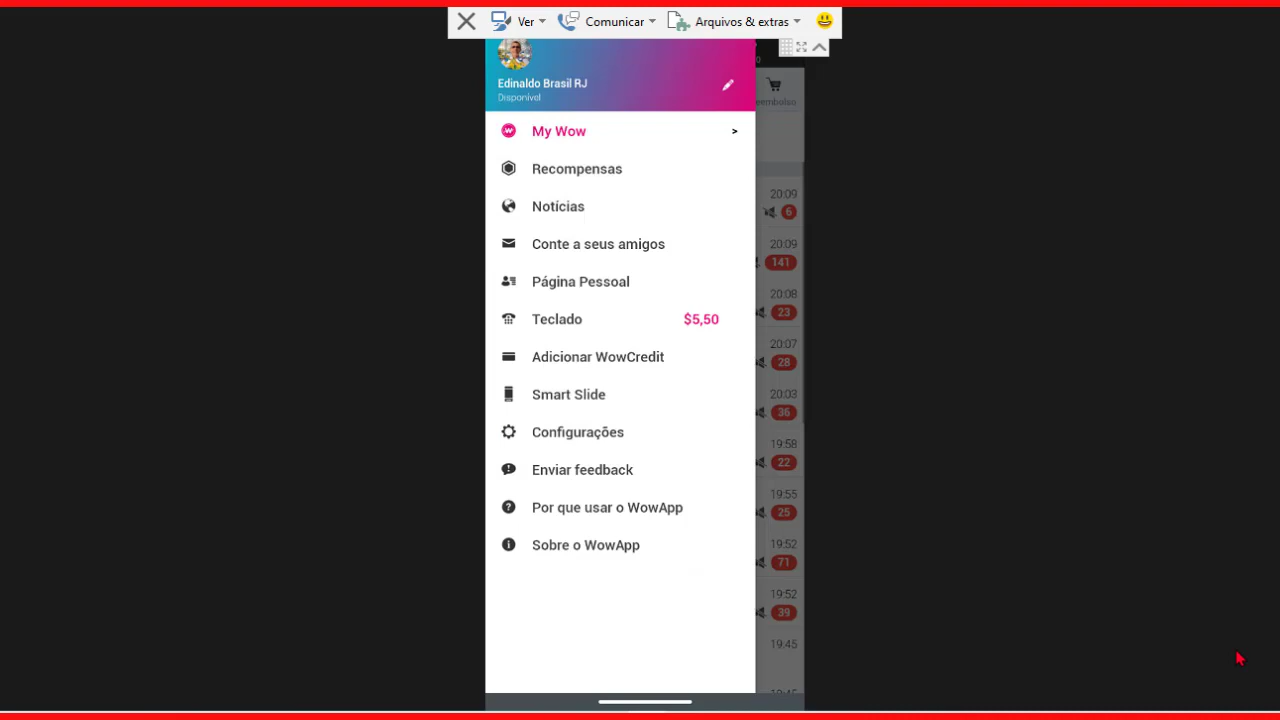 Ver
Comunicar
Arquivos & extras
Edinaldo Brasil RJ
Disponível
My Wow >
Recompensas
Notícias
Conte a seus amigos
Página Pessoal
Teclado $5,50
Adicionar WowCredit
Smart Slide
Configurações
Enviar feedback
Por que usar o WowApp
Sobre o WowApp
20:09
6
20:09
141
20:08
23
20:07
28
20:03
36
19:58
22
19:55
25
19:52
71
19:52
39
19:45